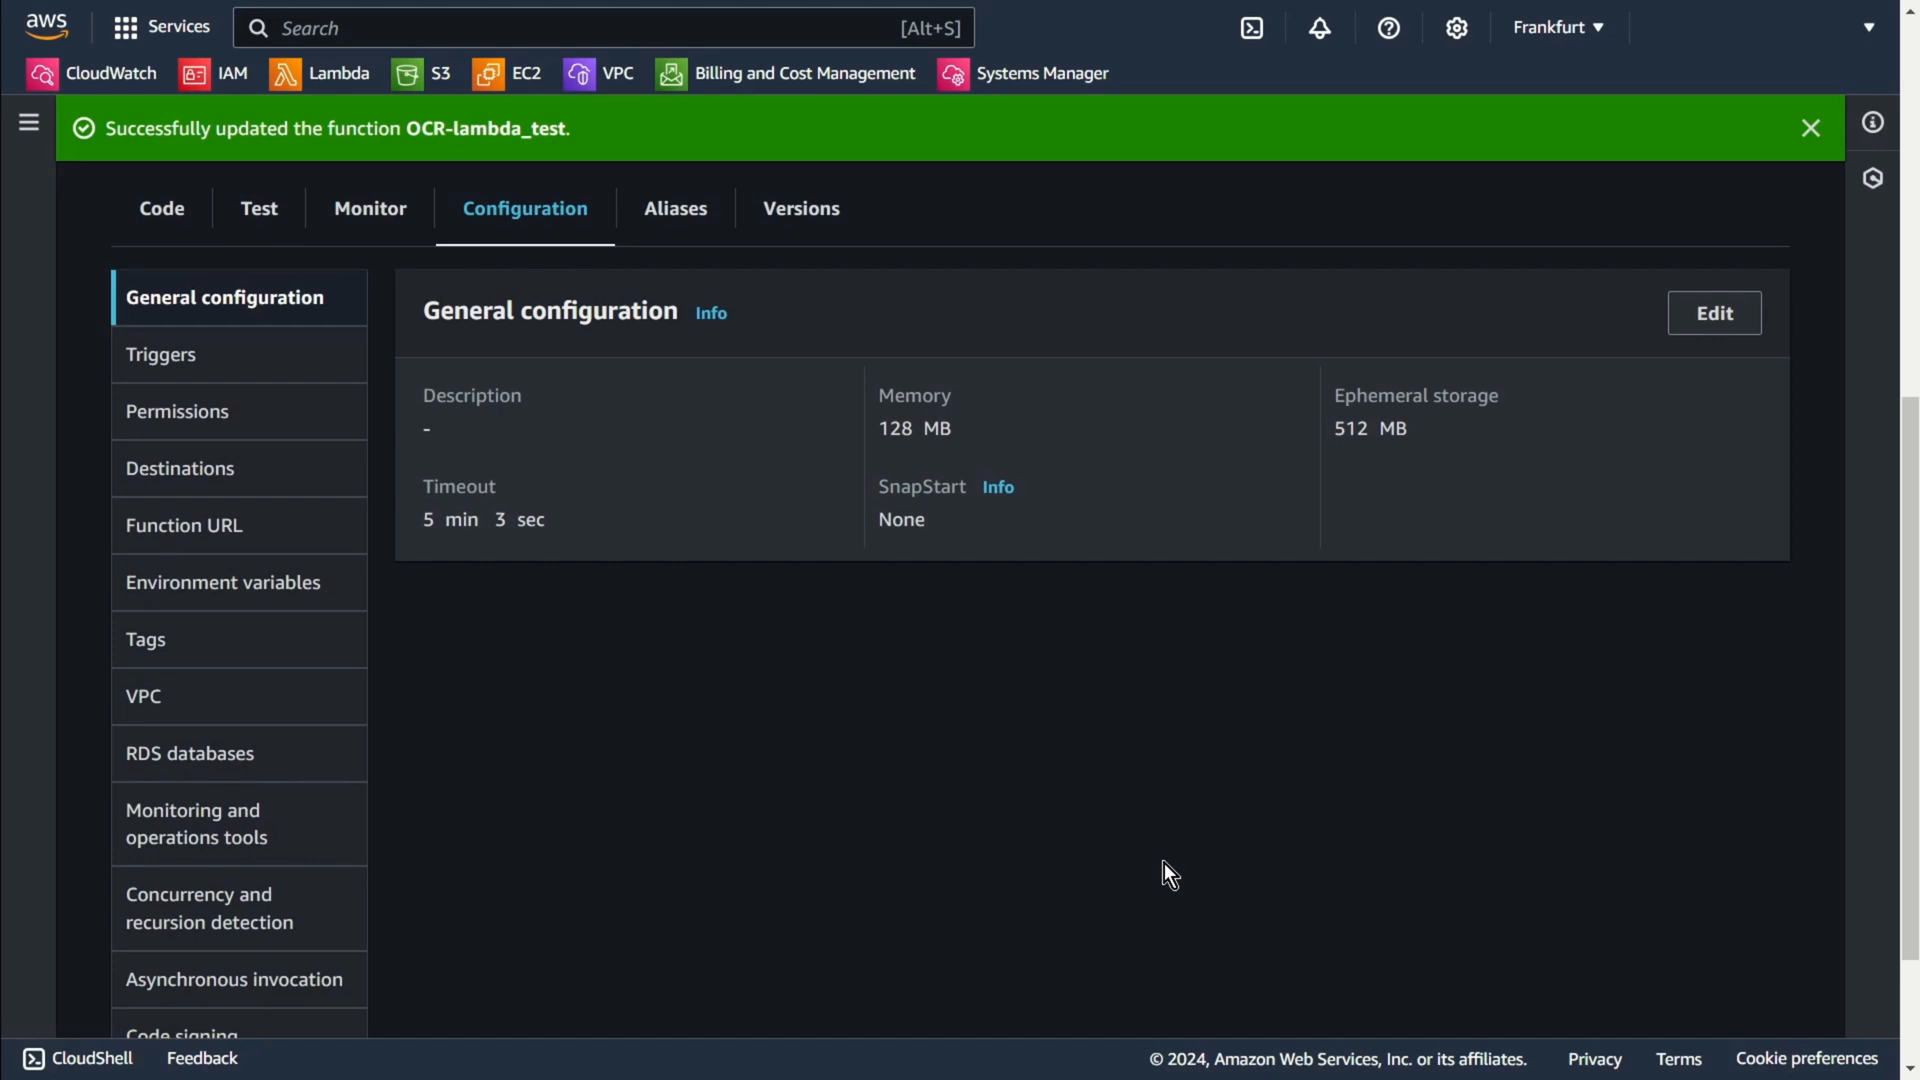 aws
Services
Search [Alt+S]
Frankfurt
CloudWatch IAM Lambda S3 EC2 VPC Billing and Cost Management Systems Manager
Successfully updated the function OCR-lambda_test.
Code Test Monitor Configuration Aliases Versions
General configuration
Triggers
Permissions
Destinations
Function URL
Environment variables
Tags
VPC
RDS databases
Monitoring and
operations tools
Concurrency and
recursion detection
Asynchronous invocation
Code signing
General configuration Info
Edit
Description
-
Memory
128 MB
Ephemeral storage
512 MB
Timeout
5 min 3 sec
SnapStart Info
None
CloudShell Feedback
© 2024, Amazon Web Services, Inc. or its affiliates. Privacy Terms Cookie preferences